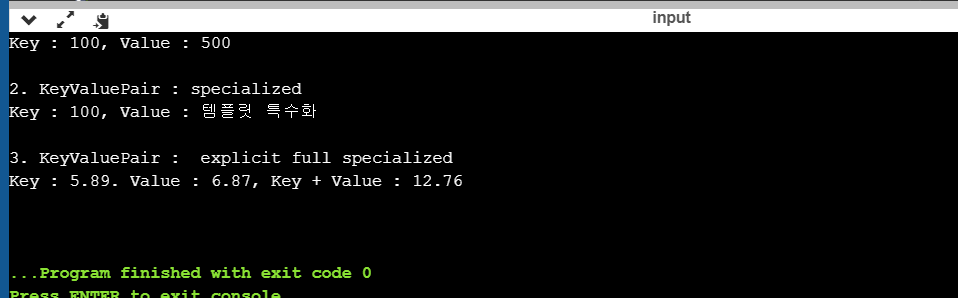 input
Key : 100, Value : 500
2. KeyValuePair : specialized
Key : 100, Value : 템플릿 특수화
3. KeyValuePair :  explicit full specialized
Key : 5.89. Value : 6.87, Key + Value : 12.76
...Program finished with exit code 0
Press ENTER to exit console